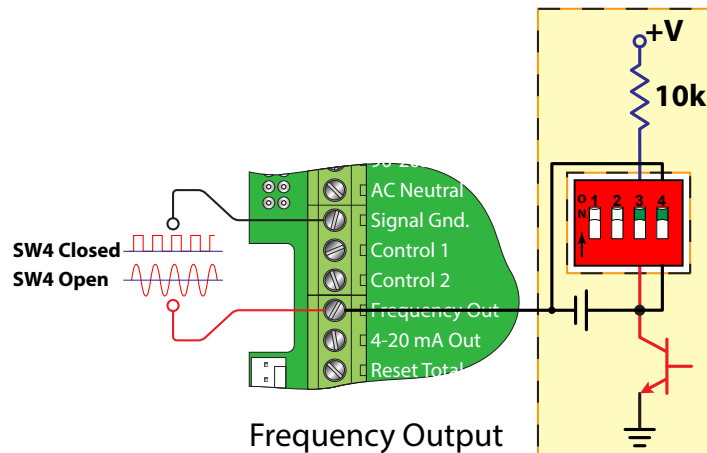 +V
10k
AC Neutral
Signal Gnd.
Control 1
Control 2
Frequency Out
4-20 mA Out
Reset Total
SW4 Closed
SW4 Open
ON
1 2 3 4
Frequency Output